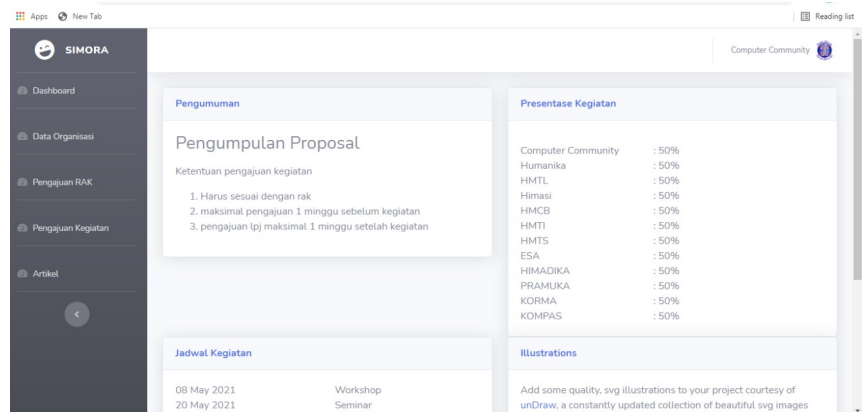 Apps New Tab Reading list
SIMORA
Computer Community
Dashboard
Data Organisasi
Pengajuan RAK
Pengajuan Kegiatan
Artikel
Pengumuman
Pengumpulan Proposal
Ketentuan pengajuan kegiatan
1. Harus sesuai dengan rak
2. maksimal pengajuan 1 minggu sebelum kegiatan
3. pengajuan lpj maksimal 1 minggu setelah kegiatan
Presentase Kegiatan
Computer Community : 50%
Humanika : 50%
HMTL : 50%
Himasi : 50%
HMCB : 50%
HMTI : 50%
HMTS : 50%
ESA : 50%
HIMADIKA : 50%
PRAMUKA : 50%
KORMA : 50%
KOMPAS : 50%
Jadwal Kegiatan
08 May 2021 Workshop
20 May 2021 Seminar
Illustrations
Add some quality, svg illustrations to your project courtesy of
unDraw, a constantly updated collection of beautiful svg images